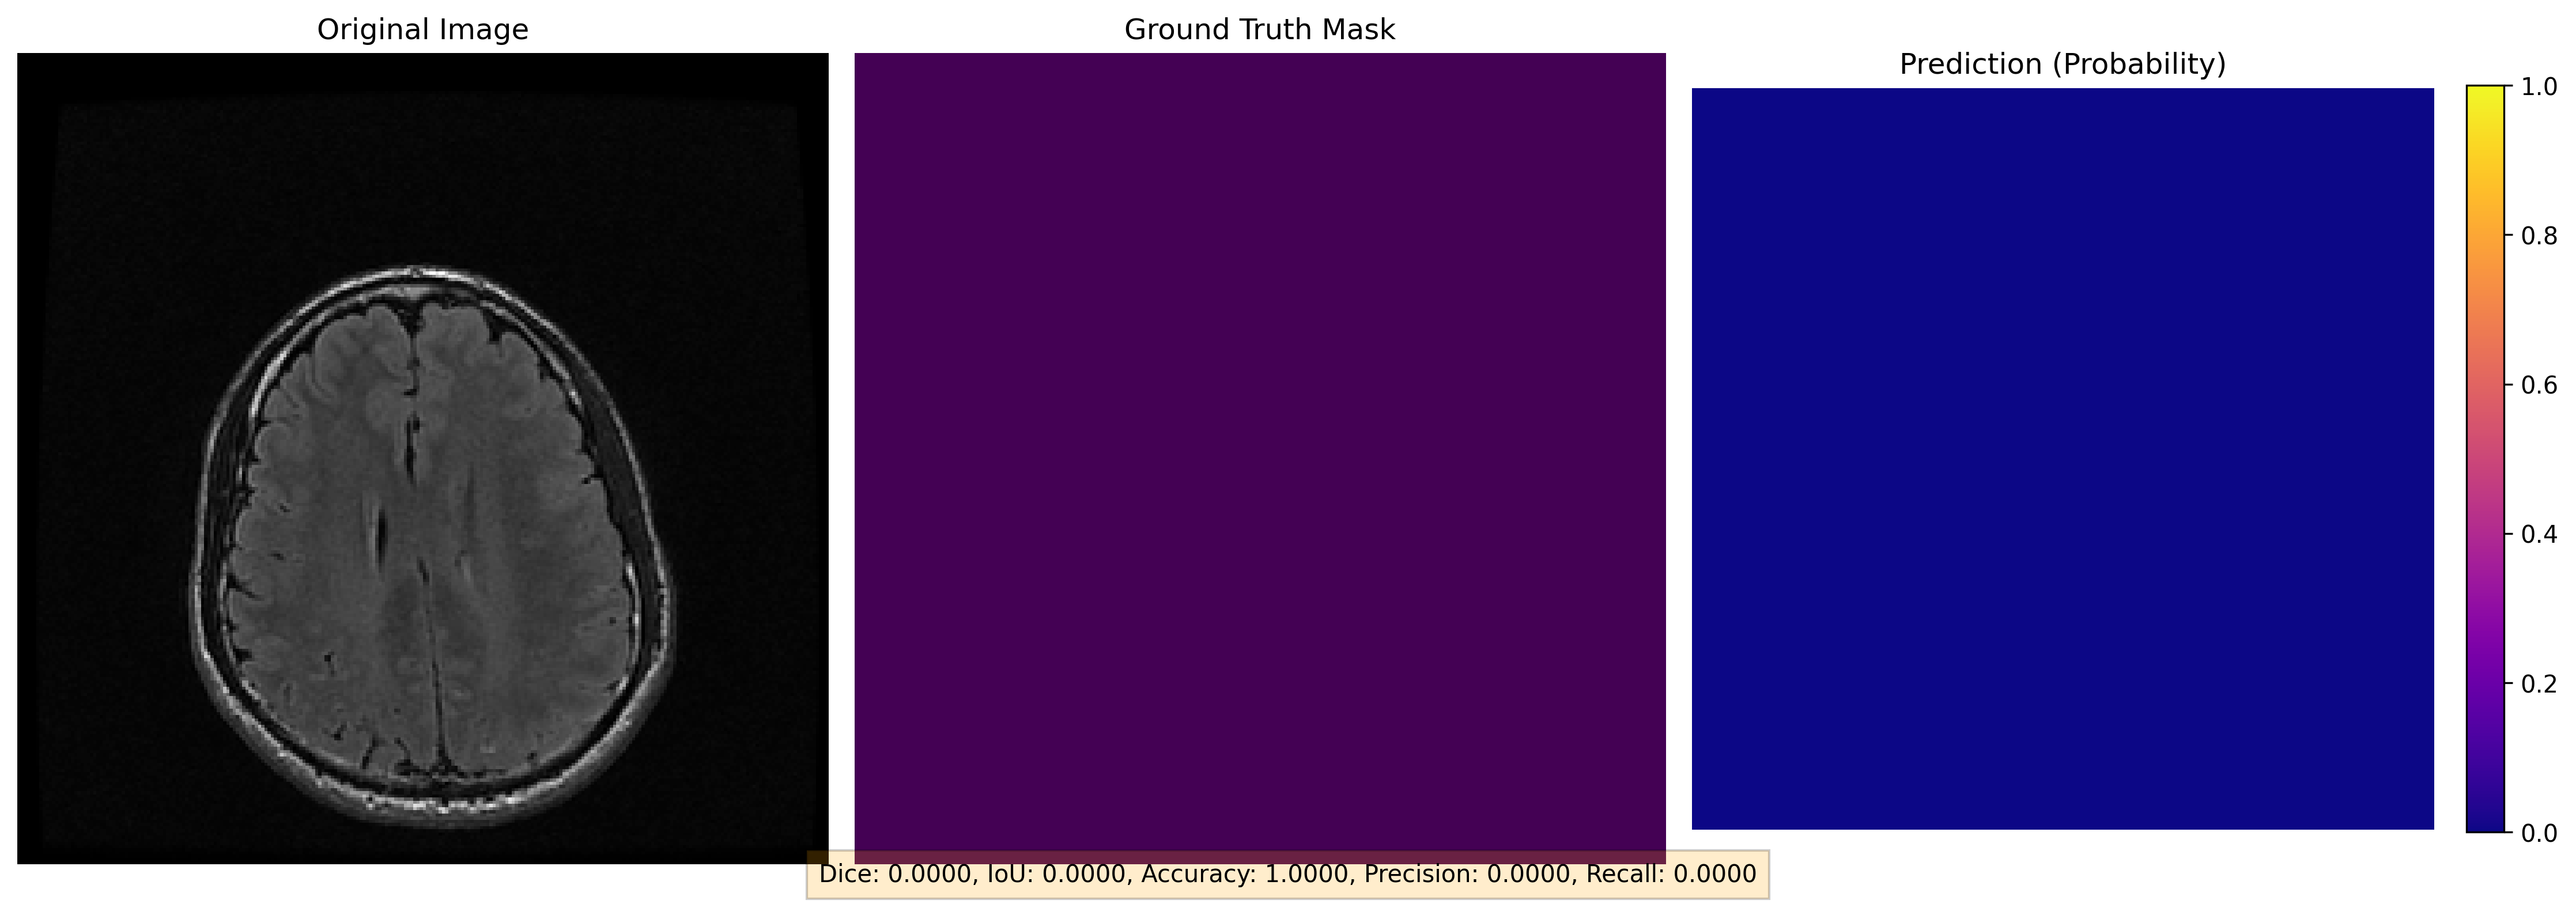 Original Image
Ground Truth Mask
Prediction (Probability)
1.0
0.8
0.6
0.4
0.2
0.0
Dice: 0.0000, IoU: 0.0000, Accuracy: 1.0000, Precision: 0.0000, Recall: 0.0000